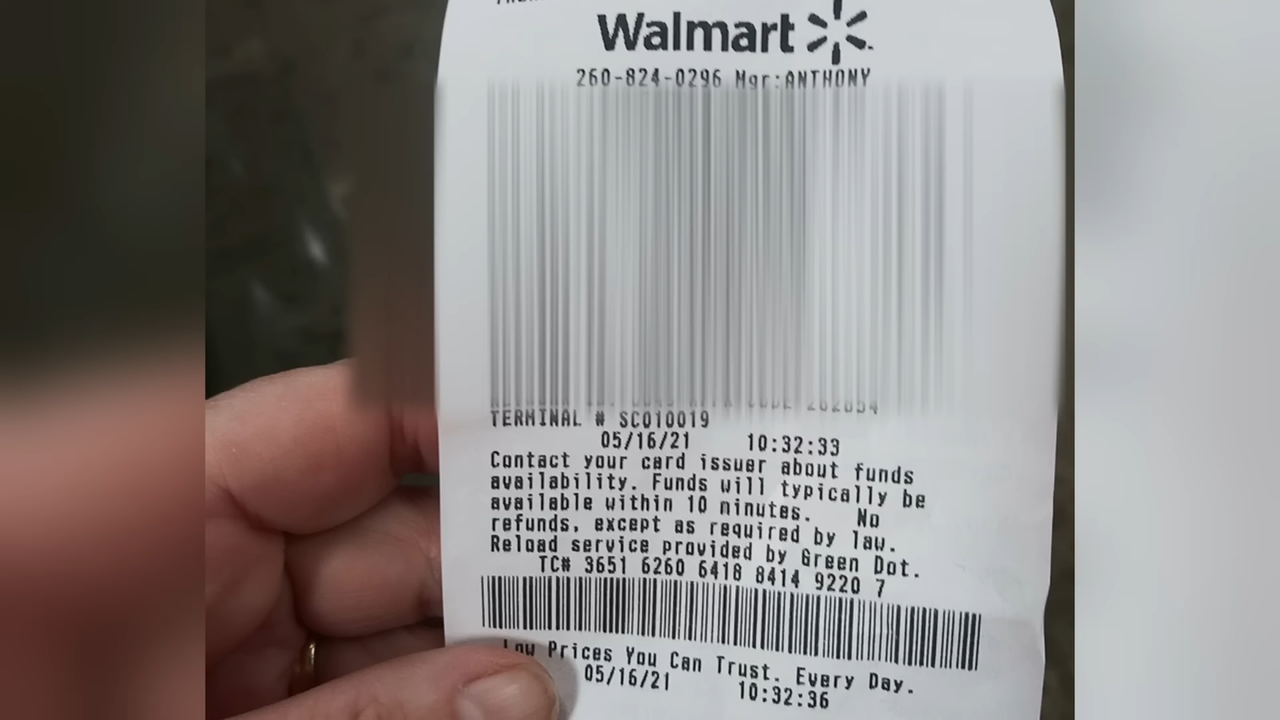 Walmart
260-824-0296 Mgr:ANTHONY
TERMINAL # SC010019
05/16/21 10:32:33
Contact your card issuer about funds
availability. Funds will typically be
available within 10 minutes. No
refunds, except as required by law.
Reload service provided by Green Dot.
TC# 3651 6260 6418 8414 9220 7
Low Prices You Can Trust. Every Day.
05/16/21 10:32:36